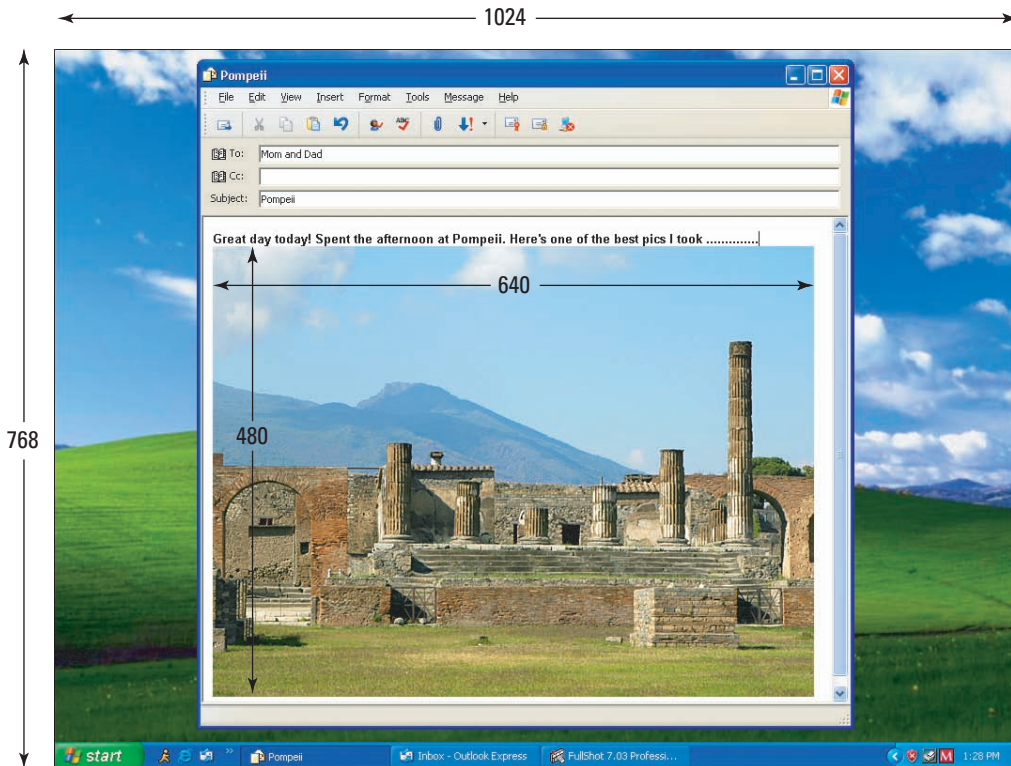 1024
Pompeii
File Edit View Insert Format Tools Message Help
ABC
To: Mom and Dad
Cc:
Subject: Pompeii
Great day today! Spent the afternoon at Pompeii. Here's one of the best pics I took ..............
640
480
768
start Pompeii Inbox - Outlook Express FullShot 7.03 Professi... M 1:28 PM